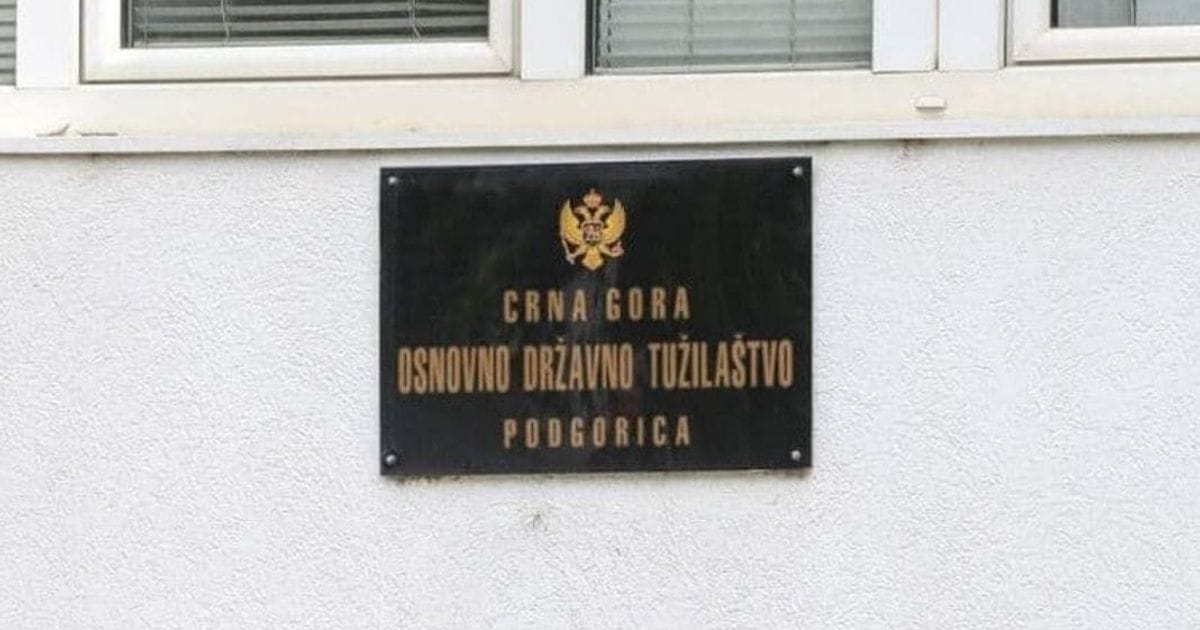 CRNA GORA
OSNOVNO DRŽAVNO TUŽILAŠTVO
PODGORICA